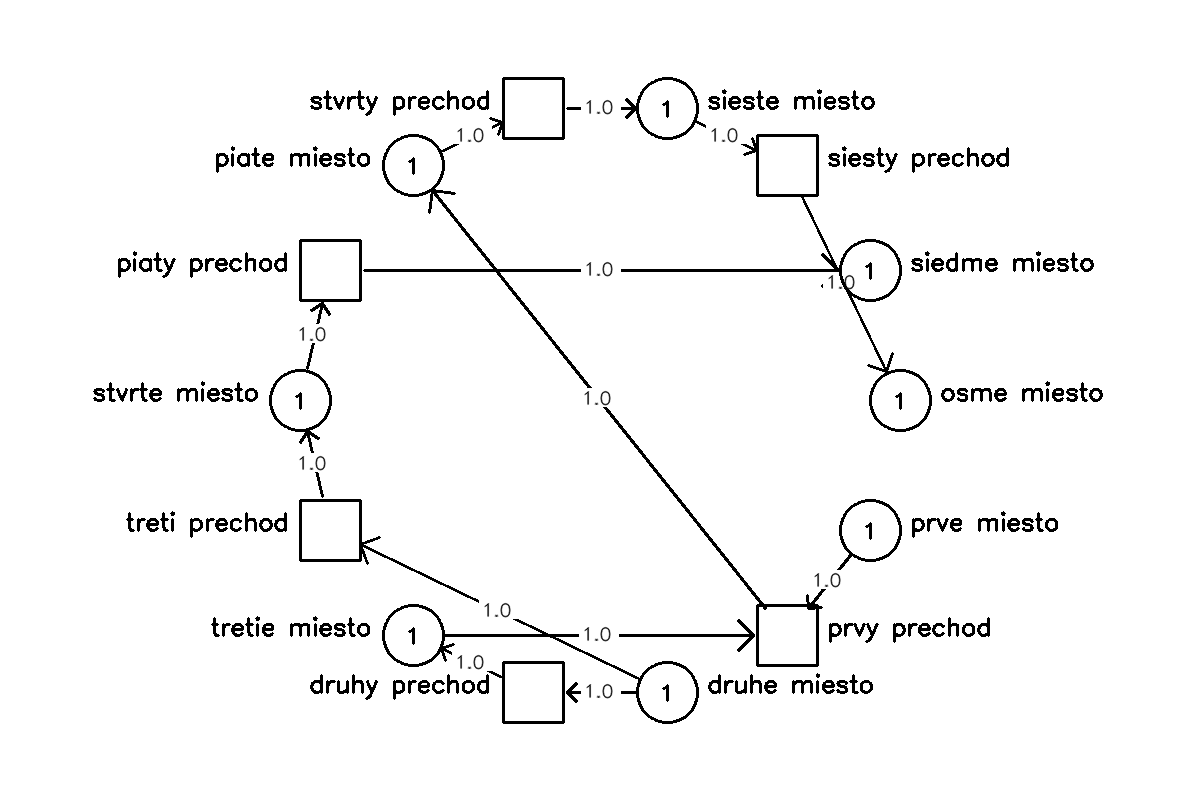 stvrty prechod
1.0
1
sieste miesto
1.0
1.0
piate miesto
1
siesty prechod
piaty prechod
1.0
1
siedme miesto
1.0
1.0
stvrte miesto
1
1.0
1
osme miesto
1.0
treti prechod
1
prve miesto
1.0
1.0
tretie miesto
1
1.0
prvy prechod
1.0
druhy prechod
1.0
1
druhe miesto